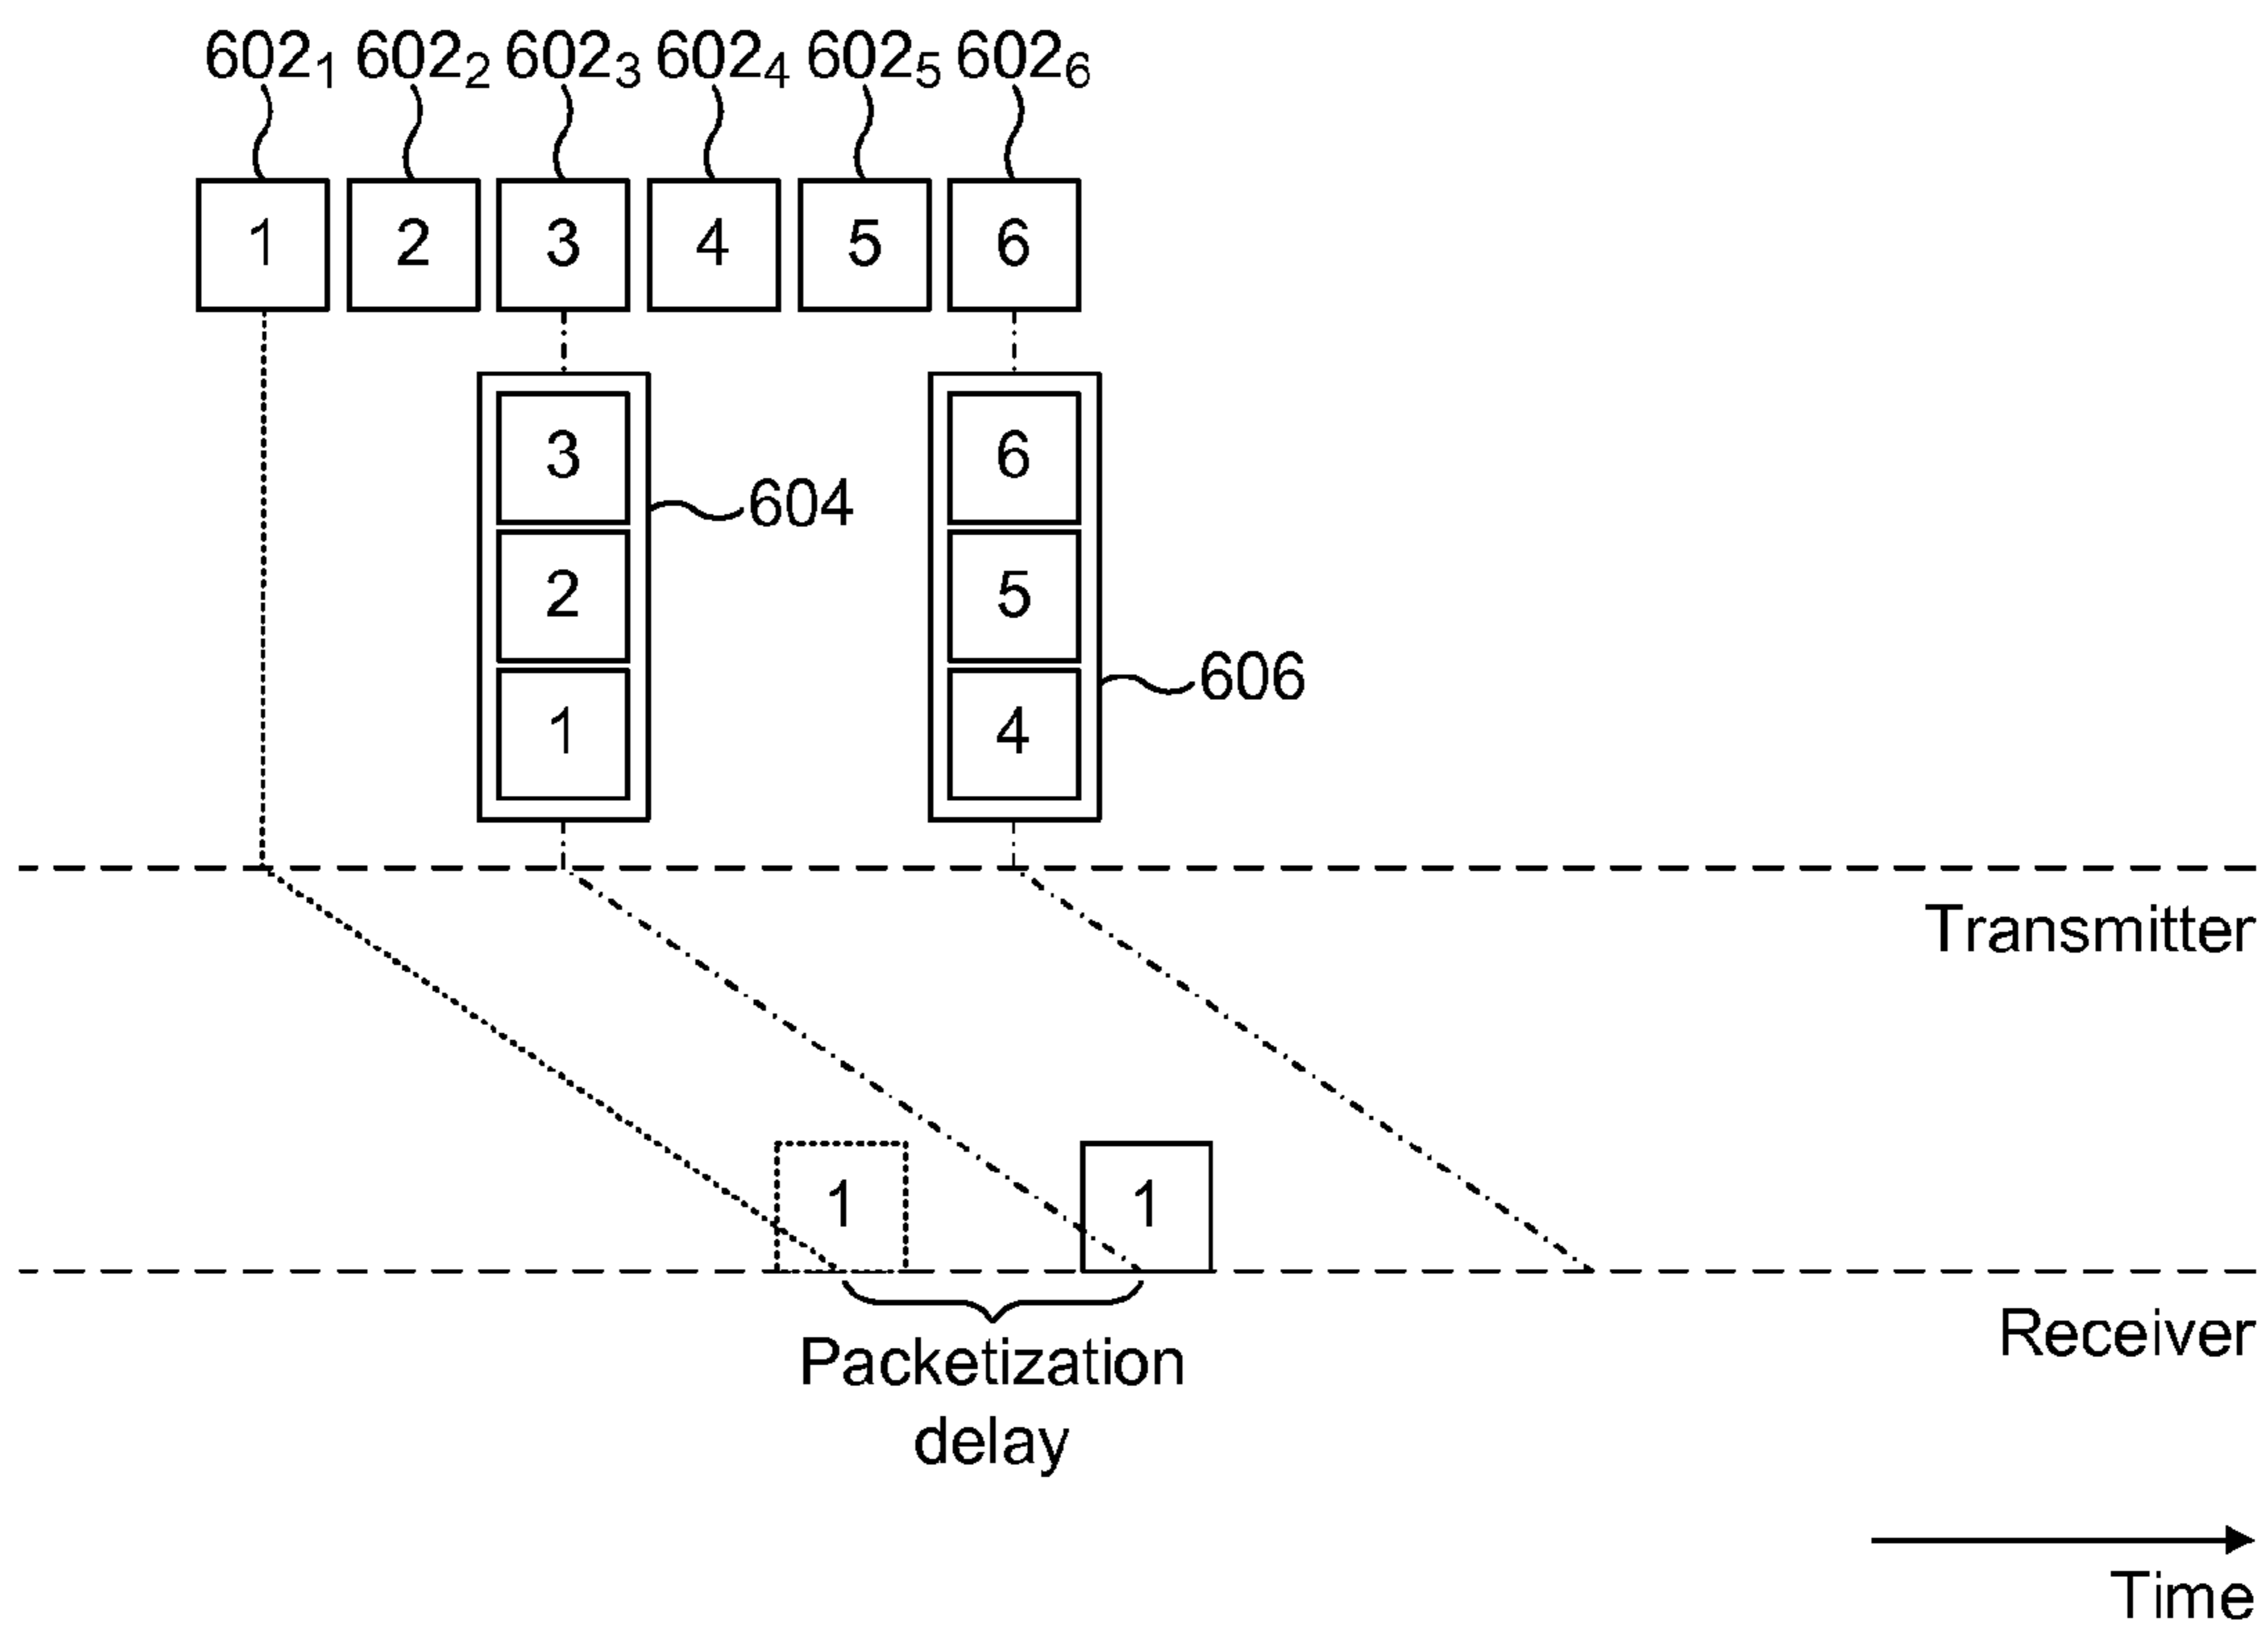 602₁ 602₂ 602₃ 602₄ 602₅ 602₆
1 2 3 4 5 6
3 6
604
2 5
606
1 4
Transmitter
1 1
Receiver
Packetization
delay
Time